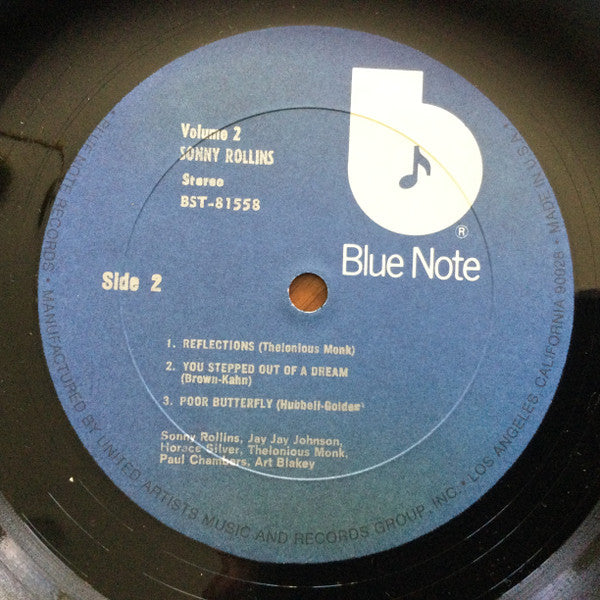 Volume 2
SONNY ROLLINS
Stereo
BST-81558
®
Blue Note
Side 2
1. REFLECTIONS (Thelonious Monk)
2. YOU STEPPED OUT OF A DREAM
(Brown-Kahn)
3. POOR BUTTERFLY (Hubbell-Golden)
Sonny Rollins, Jay Jay Johnson,
Horace Silver, Thelonious Monk,
Paul Chambers, Art Blakey
NOTE RECORDS • MANUFACTURED BY UNITED ARTISTS MUSIC AND RECORDS GROUP, INC. • LOS ANGELES, CALIFORNIA 90028 • MADE IN U.S.A.